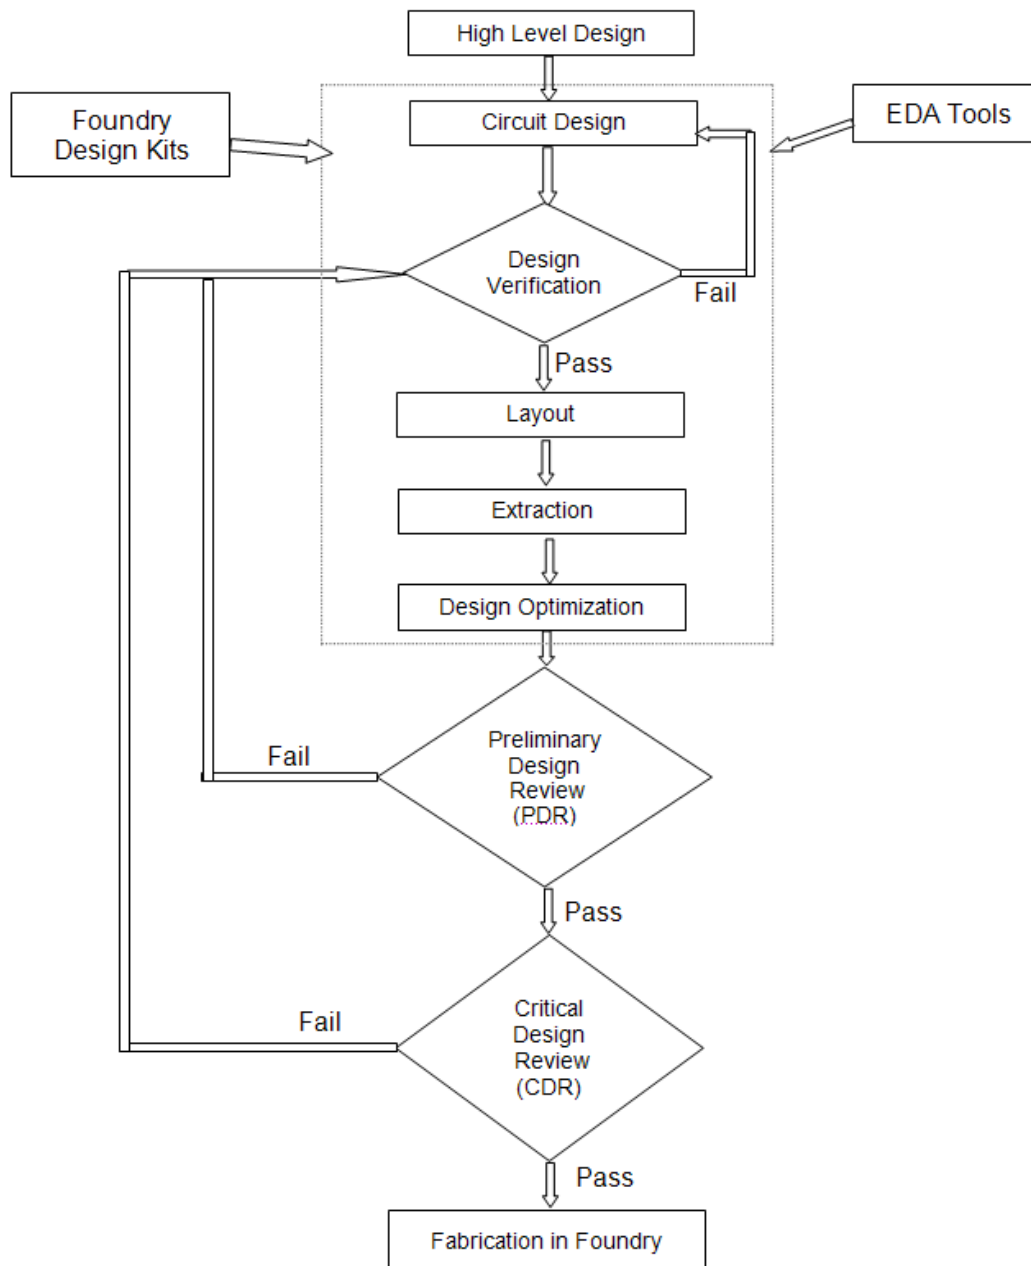 High Level Design
Foundry
Design Kits
EDA Tools
Circuit Design
Design
Verification
Fail
Pass
Layout
Extraction
Design Optimization
Preliminary
Design
Review
(PDR)
Fail
Pass
Critical
Design
Review
(CDR)
Fail
Pass
Fabrication in Foundry